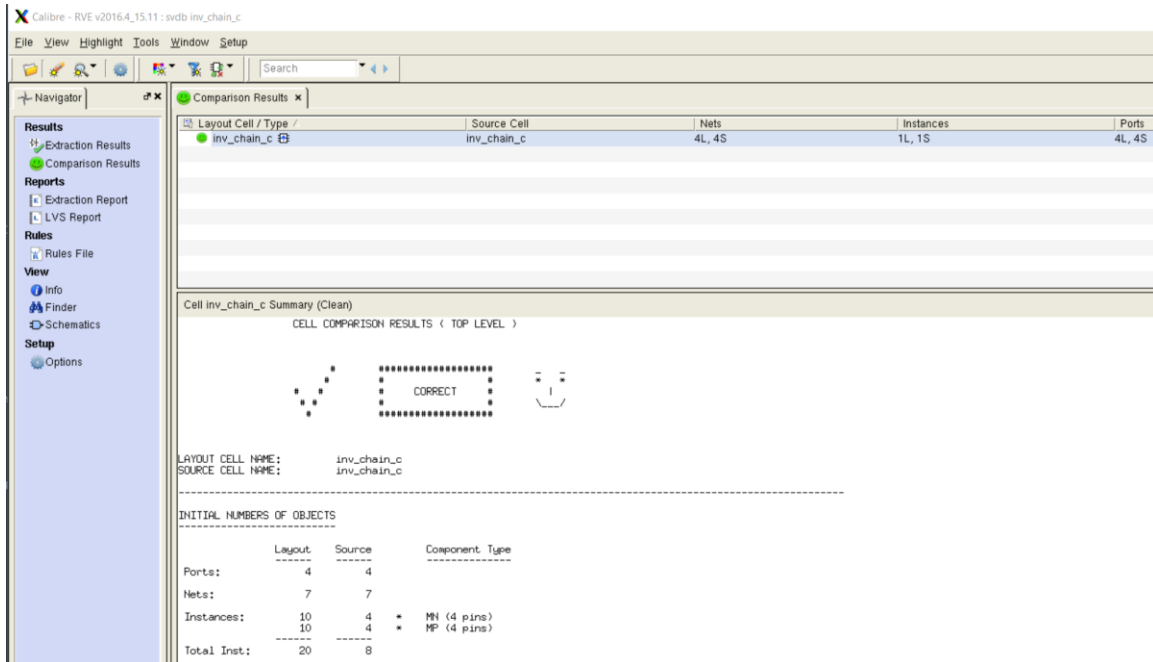 Calibre - RVE v2016.4_15.11 : svdb inv_chain_c
File View Highlight Tools Window Setup
Search
Navigator
Results
Extraction Results
Comparison Results
Reports
Extraction Report
LVS Report
Rules
Rules File
View
Info
Finder
Schematics
Setup
Options
Comparison Results
Layout Cell / Type / Source Cell Nets Instances Ports
inv_chain_c inv_chain_c 4L, 4S 1L, 1S 4L, 4S
Cell inv_chain_c Summary (Clean)
CELL COMPARISON RESULTS ( TOP LEVEL )
CORRECT
LAYOUT CELL NAME: inv_chain_c
SOURCE CELL NAME: inv_chain_c
INITIAL NUMBERS OF OBJECTS
Layout Source Component Type
Ports: 4 4
Nets: 7 7
Instances: 10 4 * MN (4 pins)
10 4 * MP (4 pins)
Total Inst: 20 8